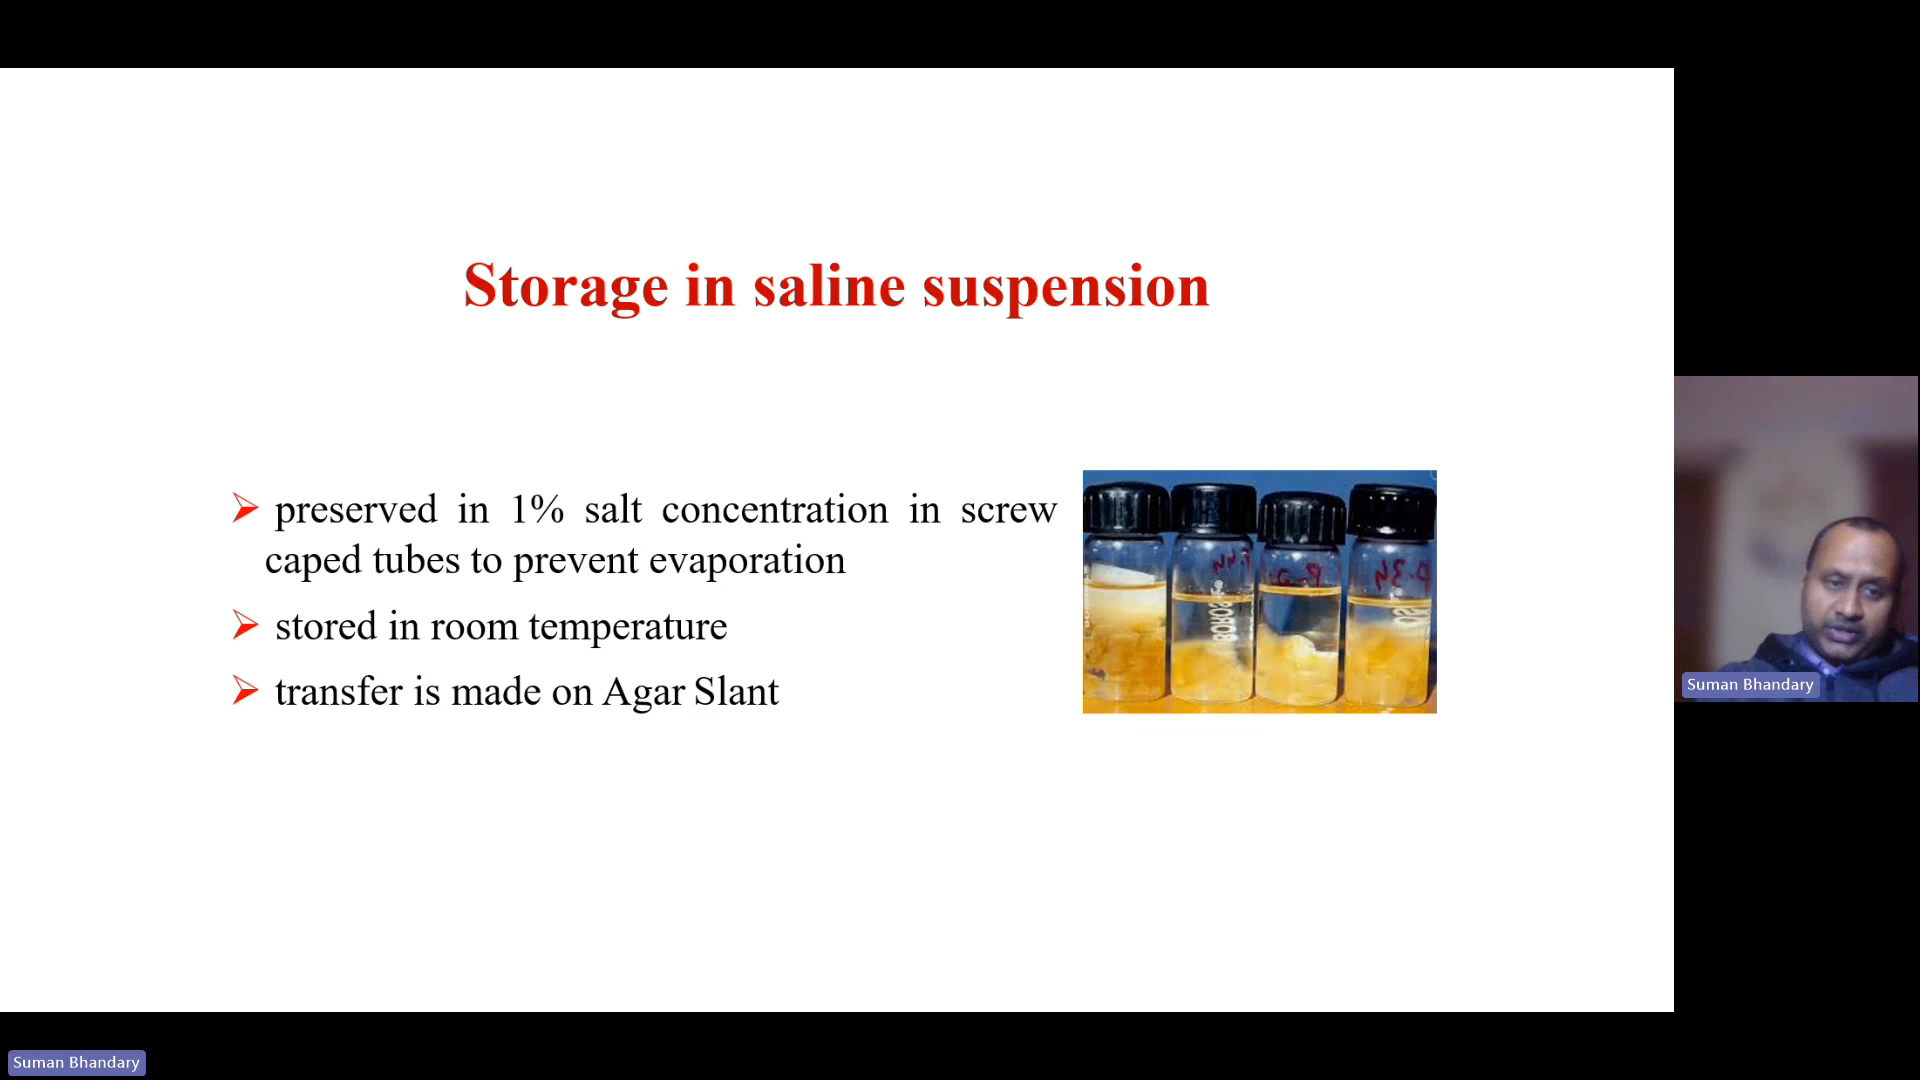 Storage in saline suspension
➢ preserved in 1% salt concentration in screw
caped tubes to prevent evaporation
➢ stored in room temperature
➢ transfer is made on Agar Slant
Suman Bhandary
Suman Bhandary